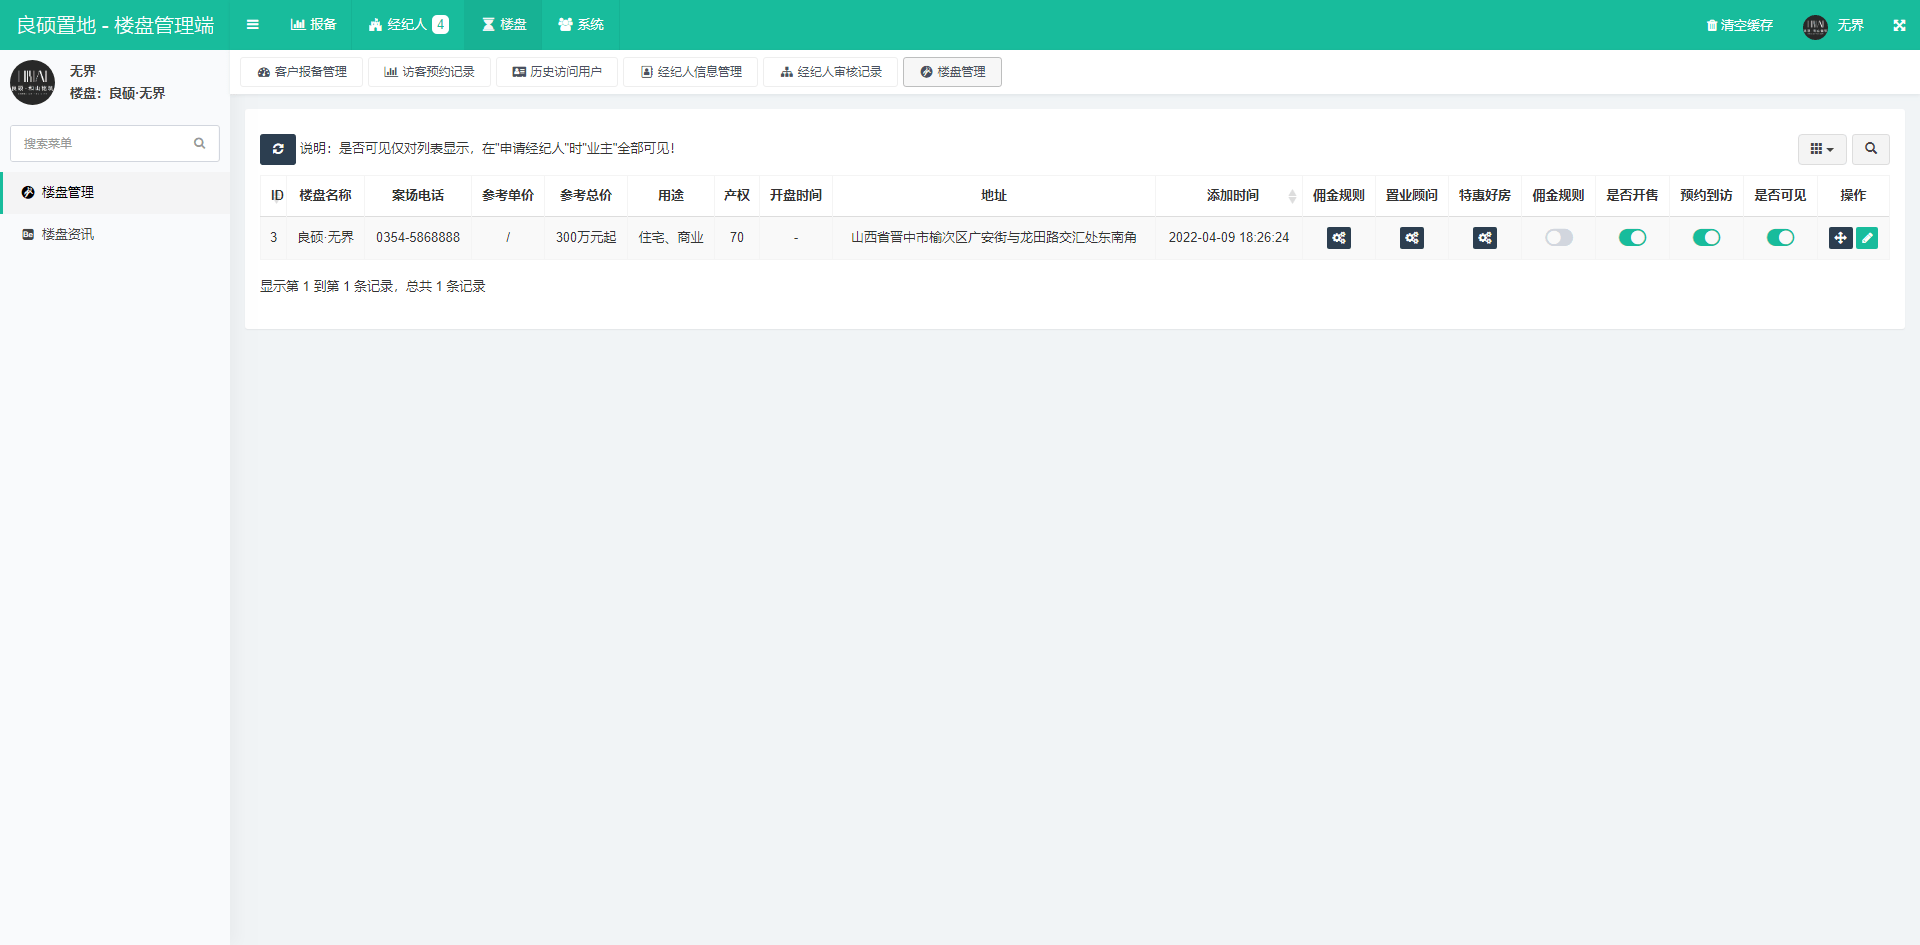 良硕置地 - 楼盘管理端
报备
经纪人 4
楼盘
系统
清空缓存
无界
无界
楼盘：良硕·无界
搜索菜单
楼盘管理
楼盘资讯
客户报备管理
访客预约记录
历史访问用户
经纪人信息管理
经纪人审核记录
楼盘管理
说明：是否可见仅对列表显示，在"申请经纪人"时"业主"全部可见！
ID 楼盘名称 案场电话 参考单价 参考总价 用途 产权 开盘时间 地址 添加时间 佣金规则 置业顾问 特惠好房 佣金规则 是否开售 预约到访 是否可见 操作
3 良硕·无界 0354-5868888 / 300万元起 住宅、商业 70 - 山西省晋中市榆次区广安街与龙田路交汇处东南角 2022-04-09 18:26:24
显示第 1 到第 1 条记录，总共 1 条记录